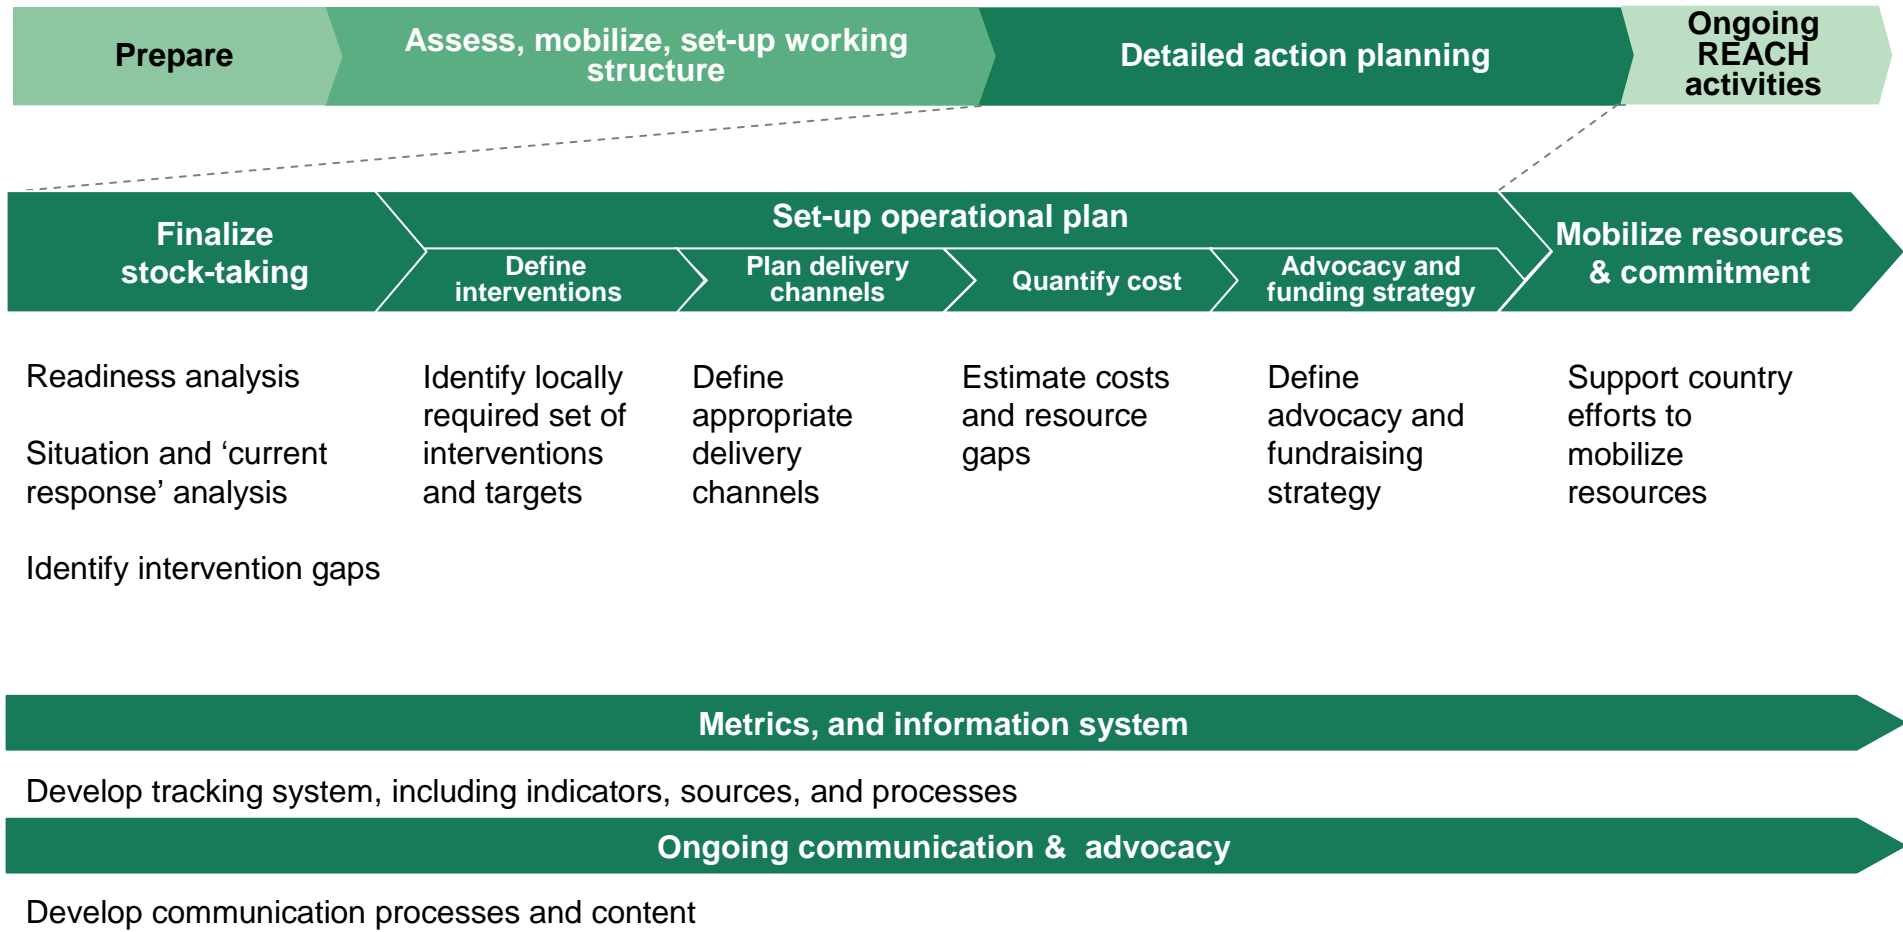 Prepare
Assess, mobilize, set-up working
structure
Detailed action planning
Ongoing
REACH
activities
Finalize
stock-taking
Set-up operational plan
Define
interventions
Plan delivery
channels
Quantify cost
Advocacy and
funding strategy
Mobilize resources
& commitment
Readiness analysis
Situation and ‘current
response’ analysis
Identify intervention gaps
Identify locally
required set of
interventions
and targets
Define
appropriate
delivery
channels
Estimate costs
and resource
gaps
Define
advocacy and
fundraising
strategy
Support country
efforts to
mobilize
resources
Metrics, and information system
Develop tracking system, including indicators, sources, and processes
Ongoing communication & advocacy
Develop communication processes and content